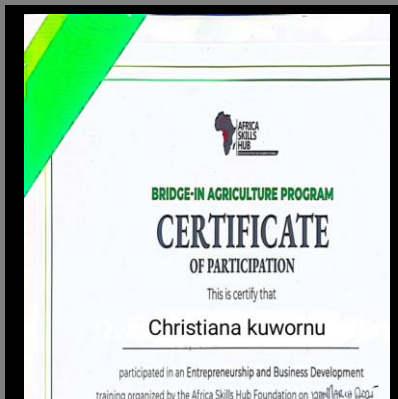 AFRICA
SKILLS
HUB
BRIDGE-IN AGRICULTURE PROGRAM
CERTIFICATE
OF PARTICIPATION
This is certify that
Christiana kuwornu
participated in an Entrepreneurship and Business Development
training organized by the Africa Skills Hub Foundation on MARCH